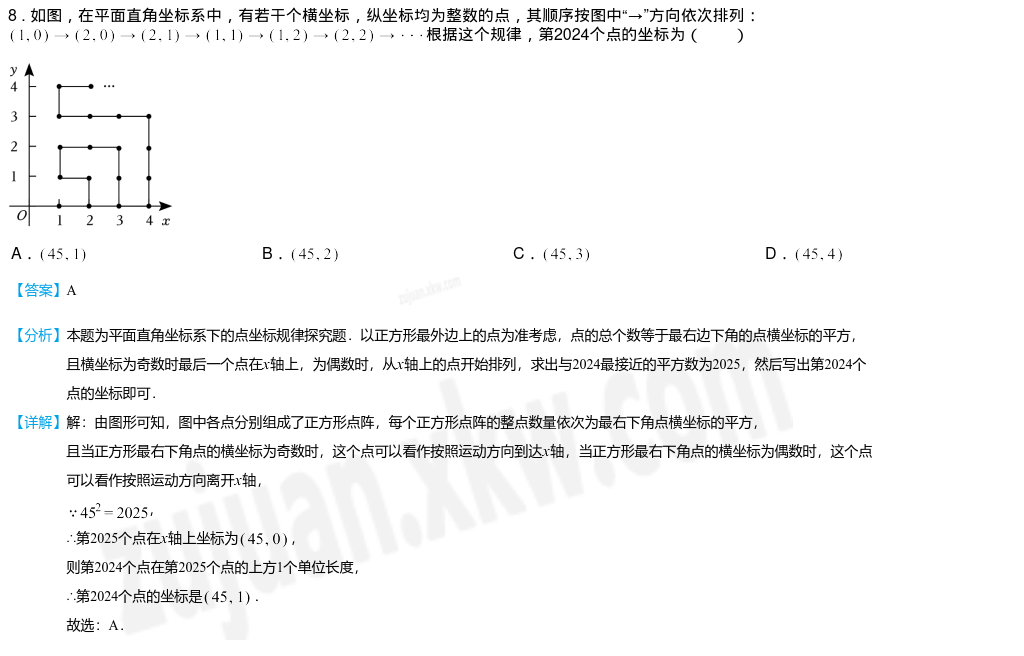 8．如图，在平面直角坐标系中，有若干个横坐标，纵坐标均为整数的点，其顺序按图中“→”方向依次排列：
(1,0)→(2,0)→(2,1)→(1,1)→(1,2)→(2,2)→···根据这个规律，第2024个点的坐标为（　　）
y
4
...
3
2
1
O
1 2 3 4 x
A．(45,1) B．(45,2) C．(45,3) D．(45,4)
【答案】A
zujuan.xkw.com
【分析】本题为平面直角坐标系下的点坐标规律探究题．以正方形最外边上的点为准考虑，点的总个数等于最右边下角的点横坐标的平方，
且横坐标为奇数时最后一个点在x轴上，为偶数时，从x轴上的点开始排列，求出与2024最接近的平方数为2025，然后写出第2024个
点的坐标即可．
【详解】解：由图形可知，图中各点分别组成了正方形点阵，每个正方形点阵的整点数量依次为最右下角点横坐标的平方，
且当正方形最右下角点的横坐标为奇数时，这个点可以看作按照运动方向到达x轴，当正方形最右下角点的横坐标为偶数时，这个点
可以看作按照运动方向离开x轴，
∵45²=2025，
∴第2025个点在x轴上坐标为(45,0)，
则第2024个点在第2025个点的上方1个单位长度，
∴第2024个点的坐标是(45,1)．
故选：A．
zujuan.xkw.com